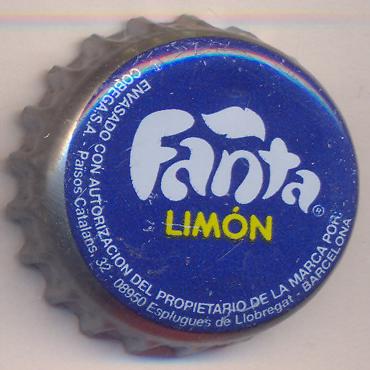 Fanta®
LIMÓN
ENVASADO CON AUTORIZACION DEL PROPIETARIO DE LA MARCA POR:
COBEGA, S.A. Paisos Catalans, 32 - 08950 Esplugues de Llobregat - BARCELONA